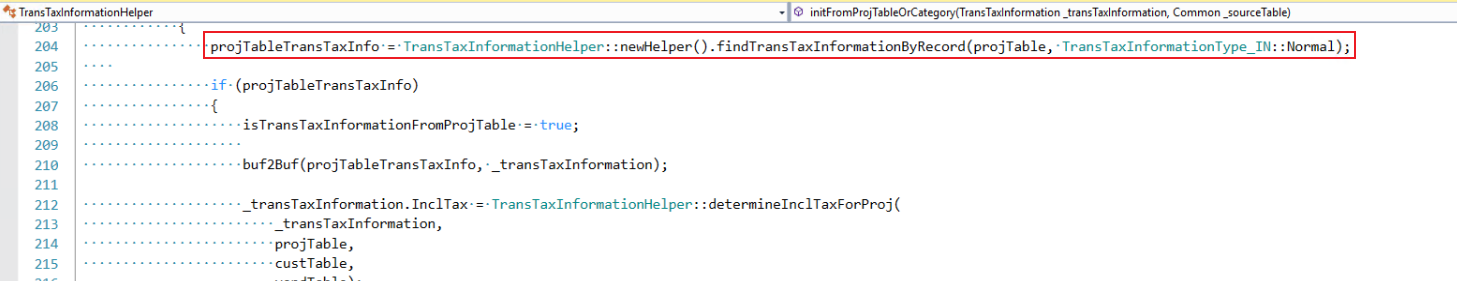 TransTaxInformationHelper initFromProjTableOrCategory(TransTaxInformation _transTaxInformation, Common _sourceTable)
203 {
204 projTableTransTaxInfo = TransTaxInformationHelper::newHelper().findTransTaxInformationByRecord(projTable, TransTaxInformationType_IN::Normal);
205
206 if (projTableTransTaxInfo)
207 {
208 isTransTaxInformationFromProjTable = true;
209
210 buf2Buf(projTableTransTaxInfo, _transTaxInformation);
211
212 _transTaxInformation.InclTax = TransTaxInformationHelper::determineInclTaxForProj(
213 _transTaxInformation,
214 projTable,
215 custTable,
216 vendTable);